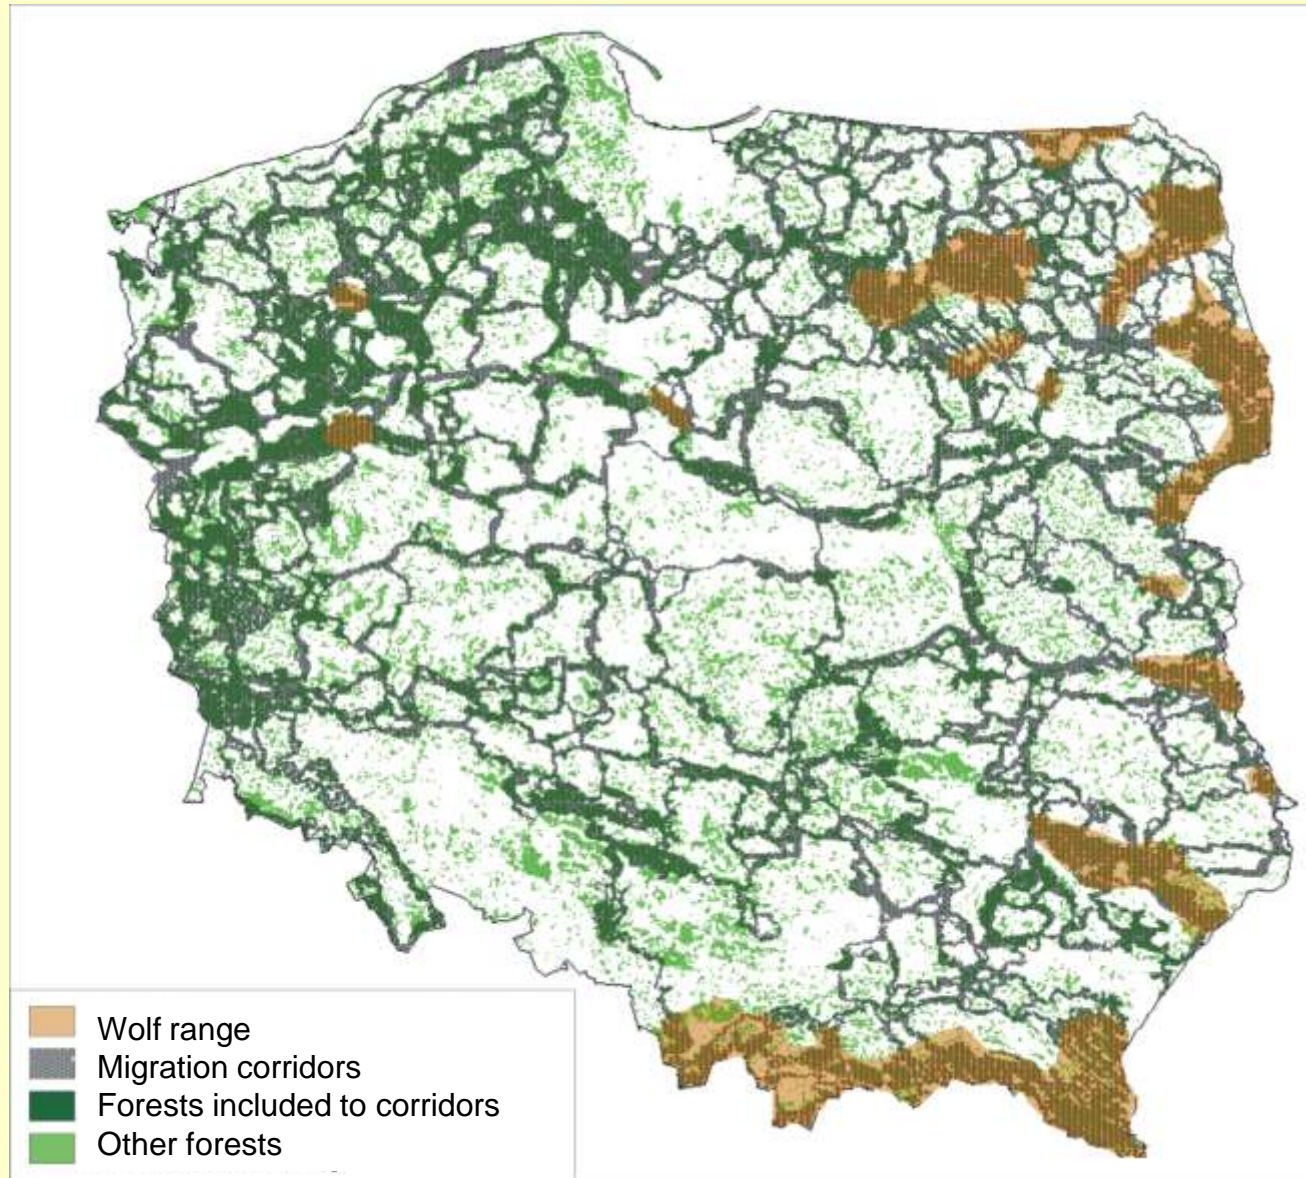 Wolf range
Migration corridors
Forests included to corridors
Other forests